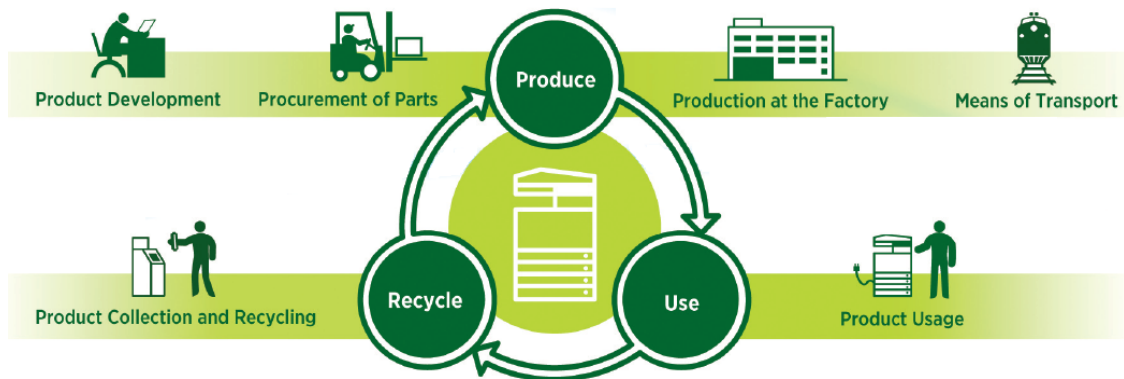 Produce
Product Development
Procurement of Parts
Production at the Factory
Means of Transport
Recycle
Use
Product Collection and Recycling
Product Usage